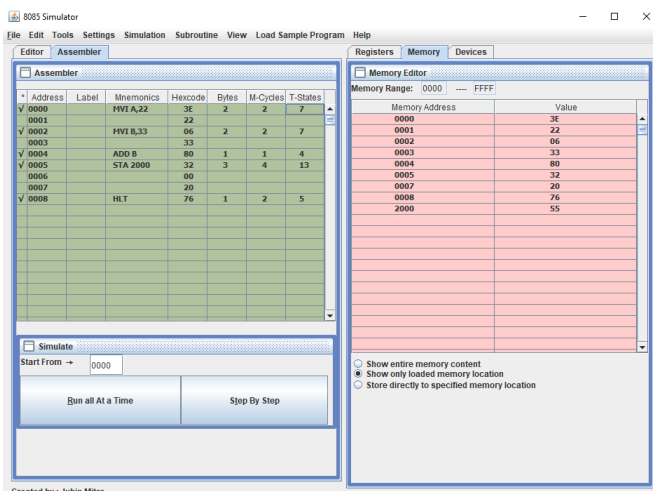 8085 Simulator
File Edit Tools Settings Simulation Subroutine View Load Sample Program Help
Editor Assembler
Assembler
* Address Label Mnemonics Hexcode Bytes M-Cycles T-States
√ 0000 MVI A,22 3E 2 2 7
0001 22
√ 0002 MVI B,33 06 2 2 7
0003 33
√ 0004 ADD B 80 1 1 4
√ 0005 STA 2000 32 3 4 13
0006 00
0007 20
√ 0008 HLT 76 1 2 5
Simulate
Start From → 0000
Run all At a Time Step By Step
Created by : Jubin Mitra
Registers Memory Devices
Memory Editor
Memory Range: 0000 ---- FFFF
Memory Address Value
0000 3E
0001 22
0002 06
0003 33
0004 80
0005 32
0007 20
0008 76
2000 55
Show entire memory content
Show only loaded memory location
Store directly to specified memory location